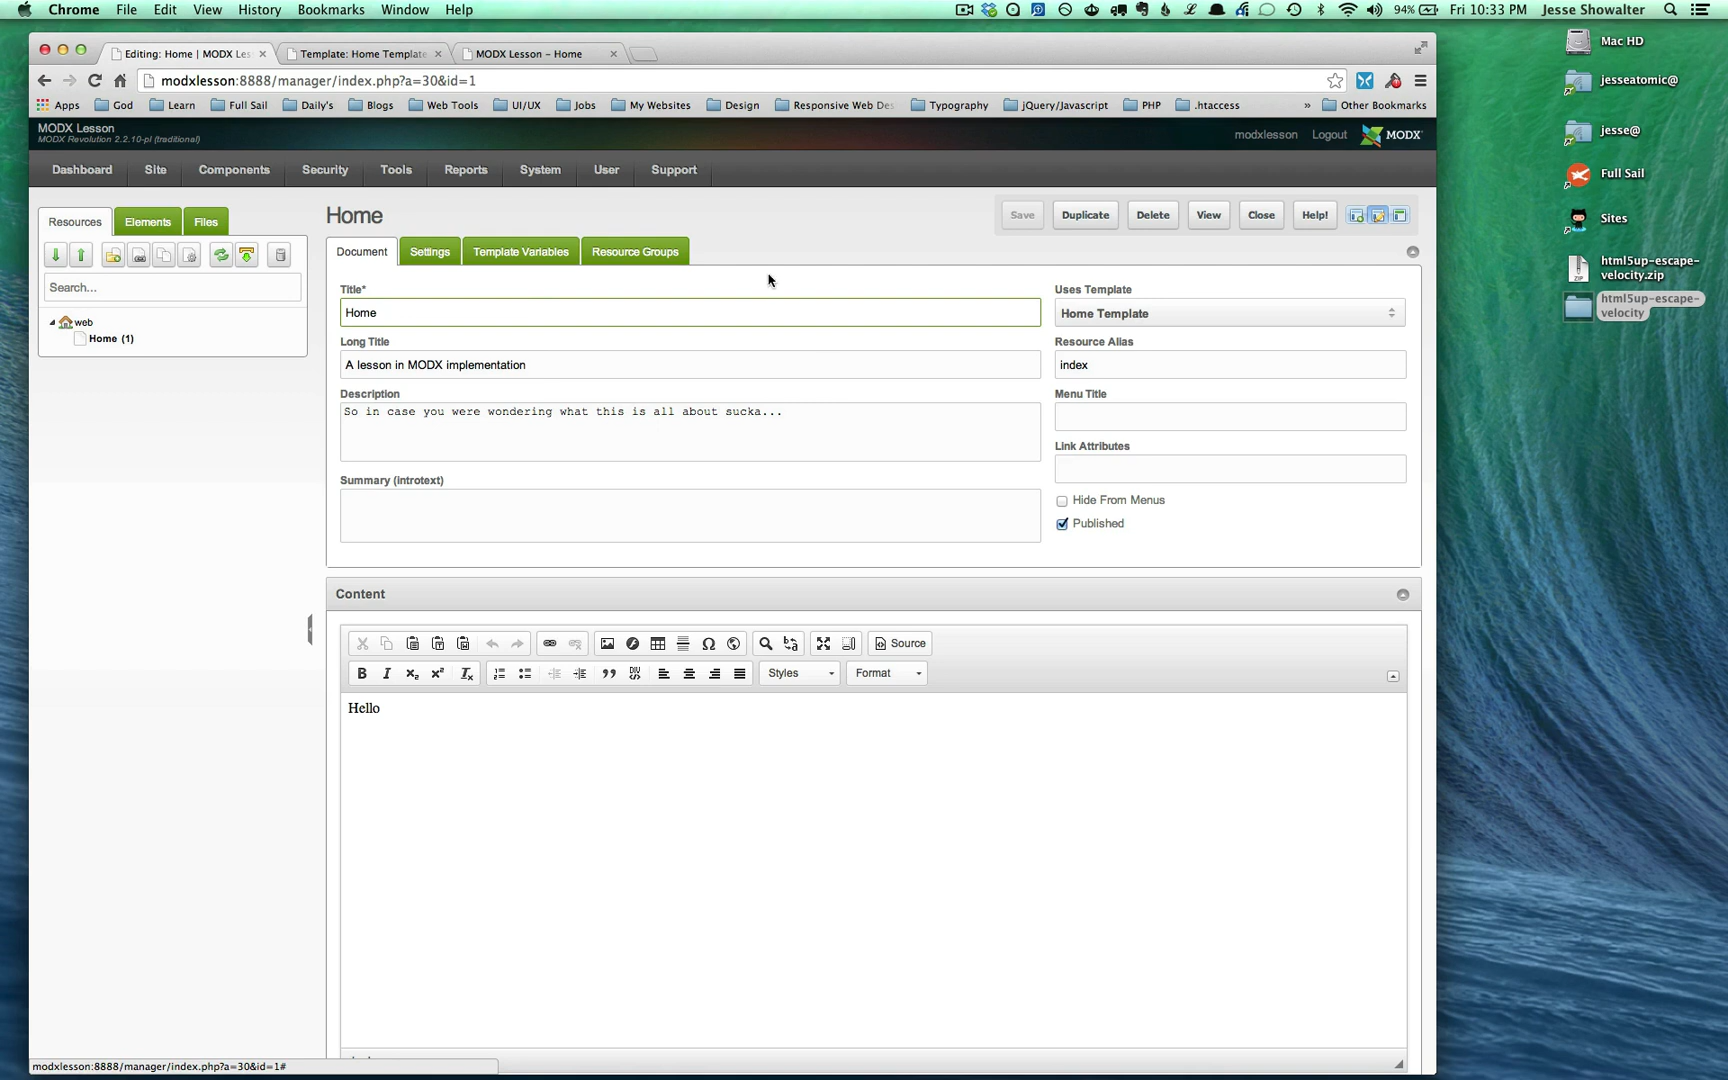 Chrome File Edit View History Bookmarks Window Help 94% Fri 10:33 PM Jesse Showalter
Editing: Home | MODX Les Template: Home Template MODX Lesson – Home
modxlesson:8888/manager/index.php?a=30&id=1
Apps God Learn Full Sail Daily's Blogs Web Tools UI/UX Jobs My Websites Design Responsive Web Des Typography jQuery/Javascript PHP .htaccess » Other Bookmarks
MODX Lesson
MODX Revolution 2.2.10-pl (traditional)
modxlesson Logout MODX
Dashboard Site Components Security Tools Reports System User Support
Resources Elements Files
Search...
web
Home (1)
Home
Save Duplicate Delete View Close Help!
Document Settings Template Variables Resource Groups
Title*
Home
Long Title
A lesson in MODX implementation
Description
So in case you were wondering what this is all about sucka...
Summary (introtext)
Uses Template
Home Template
Resource Alias
index
Menu Title
Link Attributes
Hide From Menus
Published
Content
Source
Styles Format
Hello
modxlesson:8888/manager/index.php?a=30&id=1#
Mac HD
jesseatomic@
jesse@
Full Sail
Sites
html5up-escape-
velocity.zip
html5up-escape-
velocity